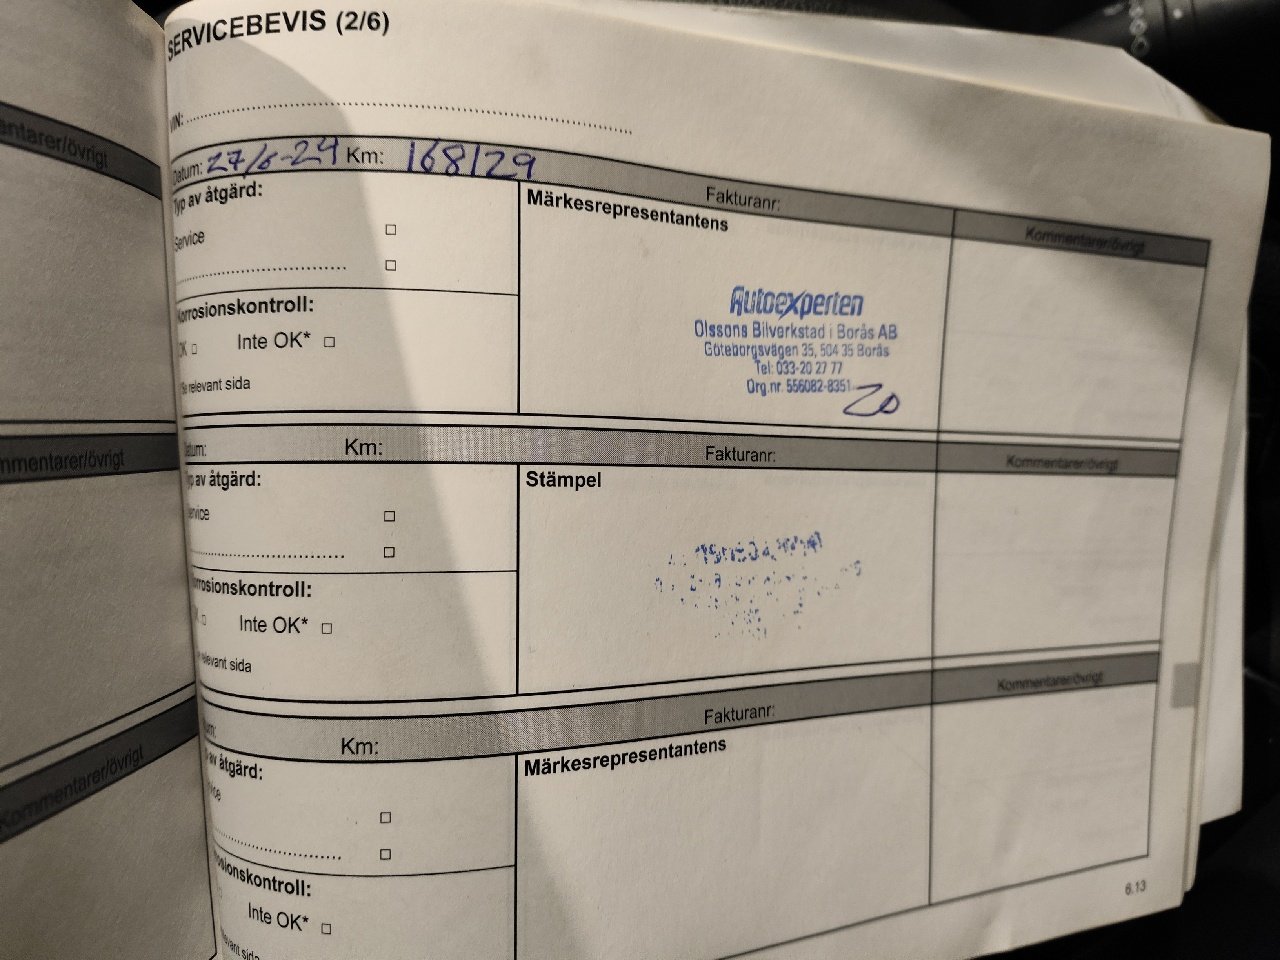 SERVICEBEVIS (2/6)
VIN:
Datum: 27/6-24 Km: 168129 Fakturanr: Kommentarer/övrigt
Typ av åtgärd:
Service
Märkesrepresentantens
Korrosionskontroll:
OK Inte OK*
*Se relevant sida
Autoexperten
Olssons Bilverkstad i Borås AB
Göteborgsvägen 35, 504 35 Borås
Tel: 033-20 27 77
Org.nr. 556082-8351
Datum: Km: Fakturanr: Kommentarer/övrigt
Typ av åtgärd:
Service
Stämpel
Korrosionskontroll:
Inte OK*
relevant sida
Km: Fakturanr: Kommentarer/övrigt
av åtgärd:
Märkesrepresentantens
Inte OK*
6.13
Kommentarer/övrigt